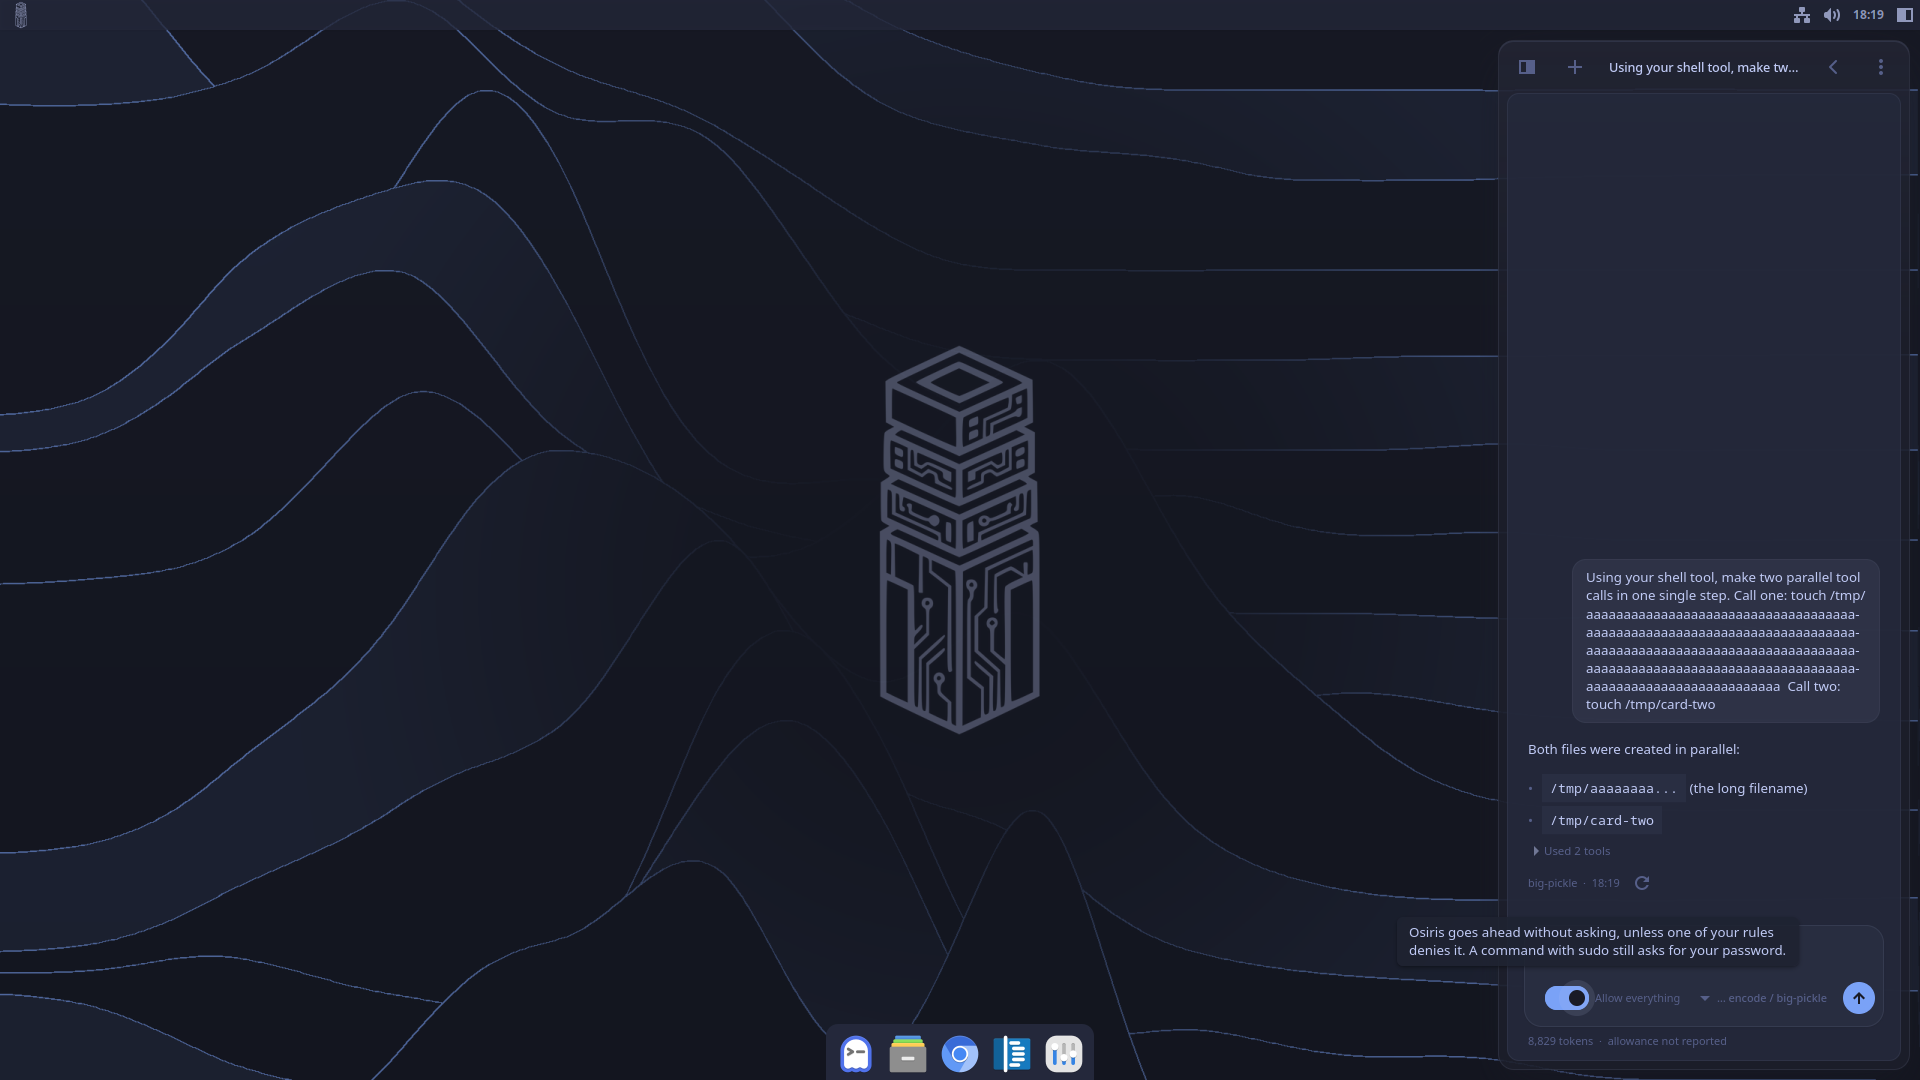 18:19
Using your shell tool, make tw...
Using your shell tool, make two parallel tool
calls in one single step. Call one: touch /tmp/
aaaaaaaaaaaaaaaaaaaaaaaaaaaaaaaaaaaa-
aaaaaaaaaaaaaaaaaaaaaaaaaaaaaaaaaaaa-
aaaaaaaaaaaaaaaaaaaaaaaaaaaaaaaaaaaa-
aaaaaaaaaaaaaaaaaaaaaaaaaaaaaaaaaaaa-
aaaaaaaaaaaaaaaaaaaaaaaaaa  Call two:
touch /tmp/card-two
Both files were created in parallel:
• /tmp/aaaaaaaa... (the long filename)
• /tmp/card-two
Used 2 tools
big-pickle · 18:19
Osiris goes ahead without asking, unless one of your rules
denies it. A command with sudo still asks for your password.
Allow everything
... encode / big-pickle
8,829 tokens · allowance not reported